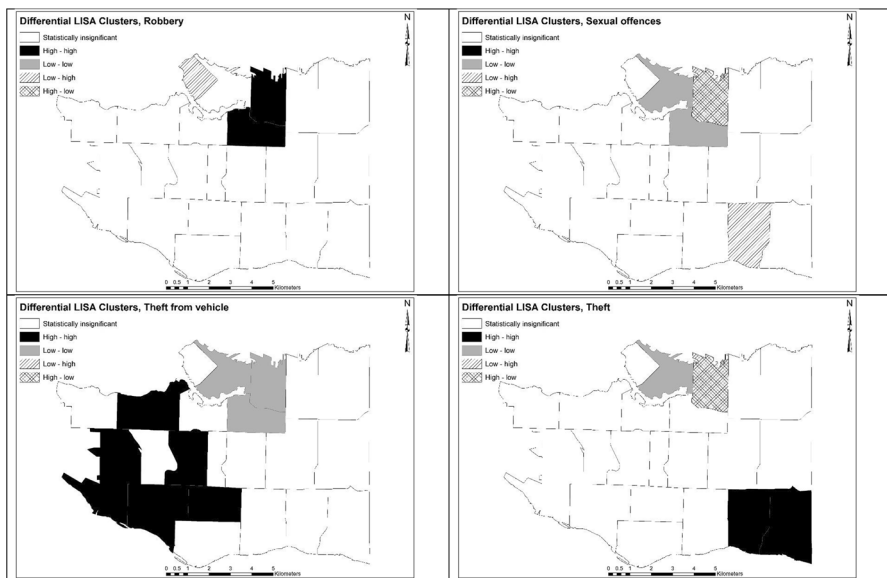 Differential LISA Clusters, Robbery
N
Statistically insignificant
High - high
Low - low
Low - high
High - low
0 0.5 1 2 3 4 5
Kilometers
Differential LISA Clusters, Sexual offences
N
Statistically insignificant
High - high
Low - low
Low - high
High - low
0 0.5 1 2 3 4 5
Kilometers
Differential LISA Clusters, Theft from vehicle
N
Statistically insignificant
High - high
Low - low
Low - high
High - low
0 0.5 1 2 3 4 5
Kilometers
Differential LISA Clusters, Theft
N
Statistically insignificant
High - high
Low - low
Low - high
High - low
0 0.5 1 2 3 4 5
Kilometers